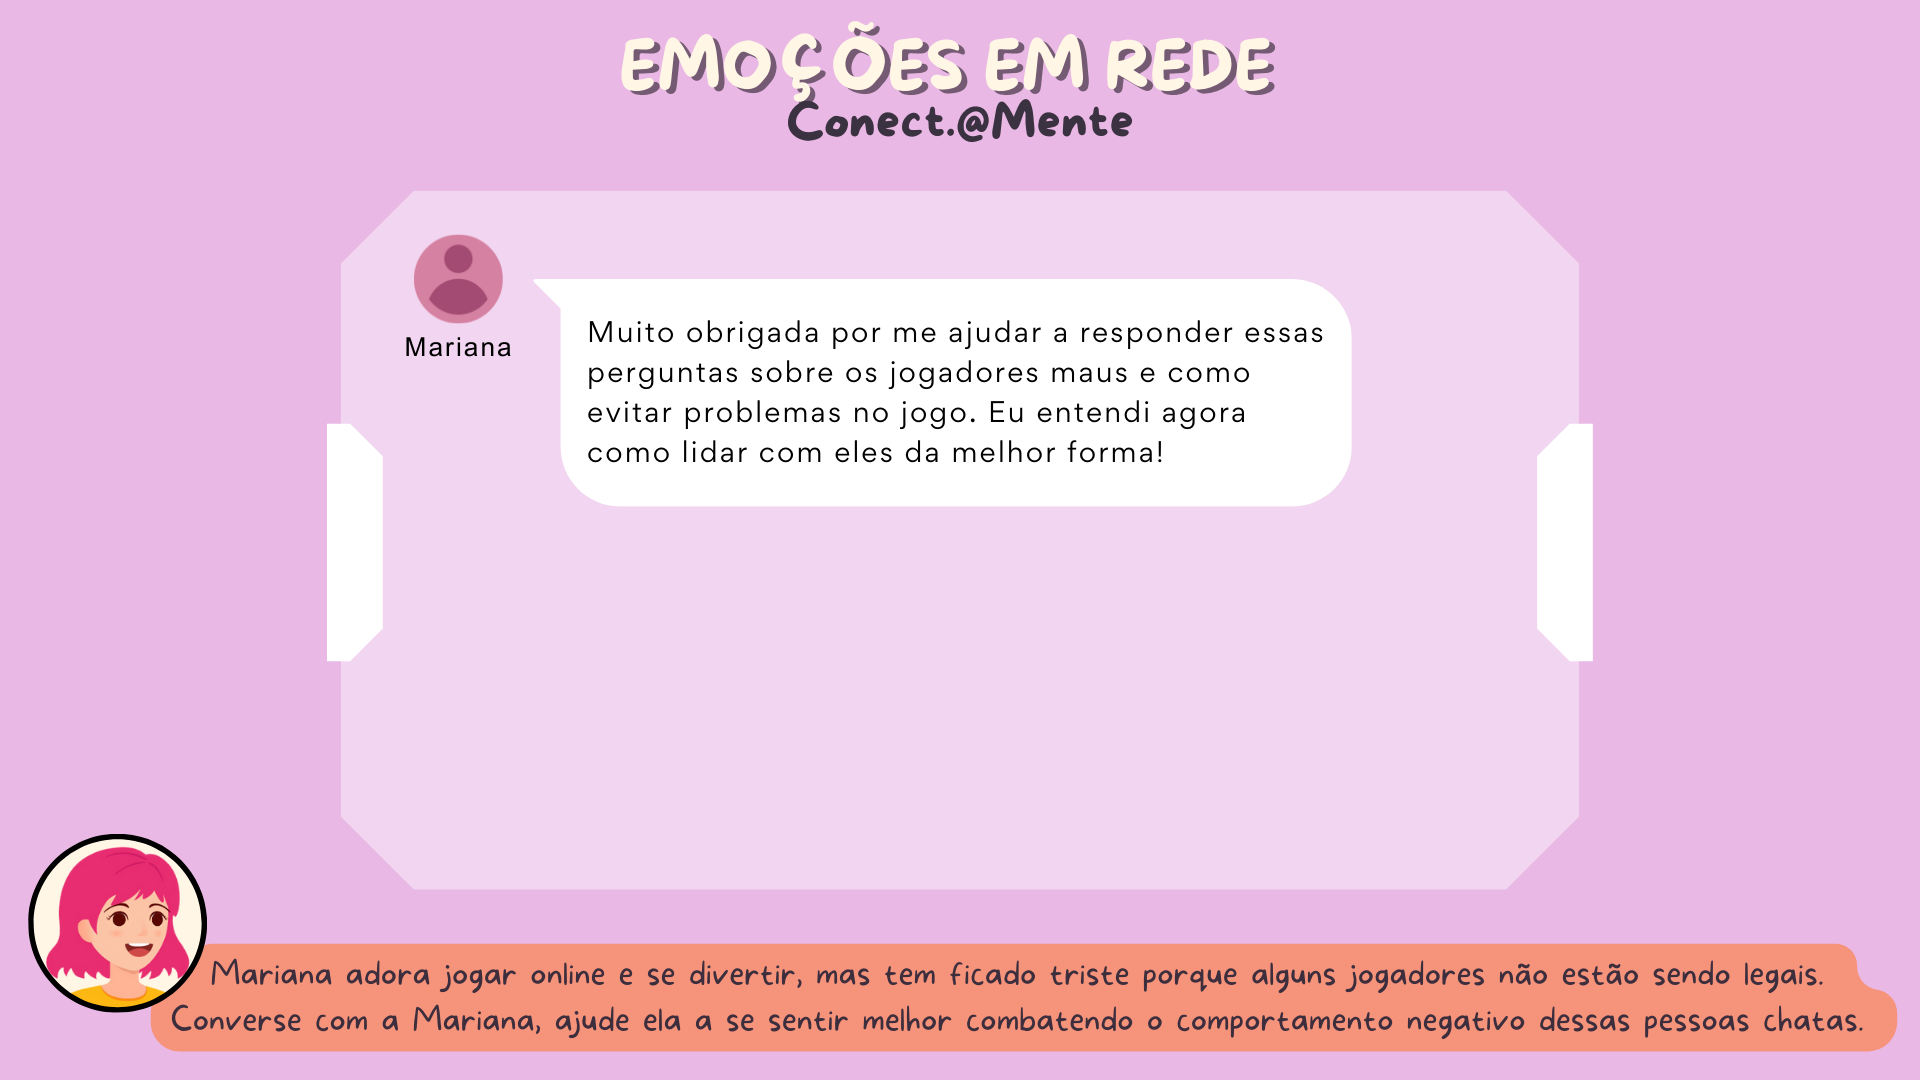 EMOÇÕES EM REDE
Conect.@Mente
Mariana
Muito obrigada por me ajudar a responder essas
perguntas sobre os jogadores maus e como
evitar problemas no jogo. Eu entendi agora
como lidar com eles da melhor forma!
Mariana adora jogar online e se divertir, mas tem ficado triste porque alguns jogadores não estão sendo legais.
Converse com a Mariana, ajude ela a se sentir melhor combatendo o comportamento negativo dessas pessoas chatas.